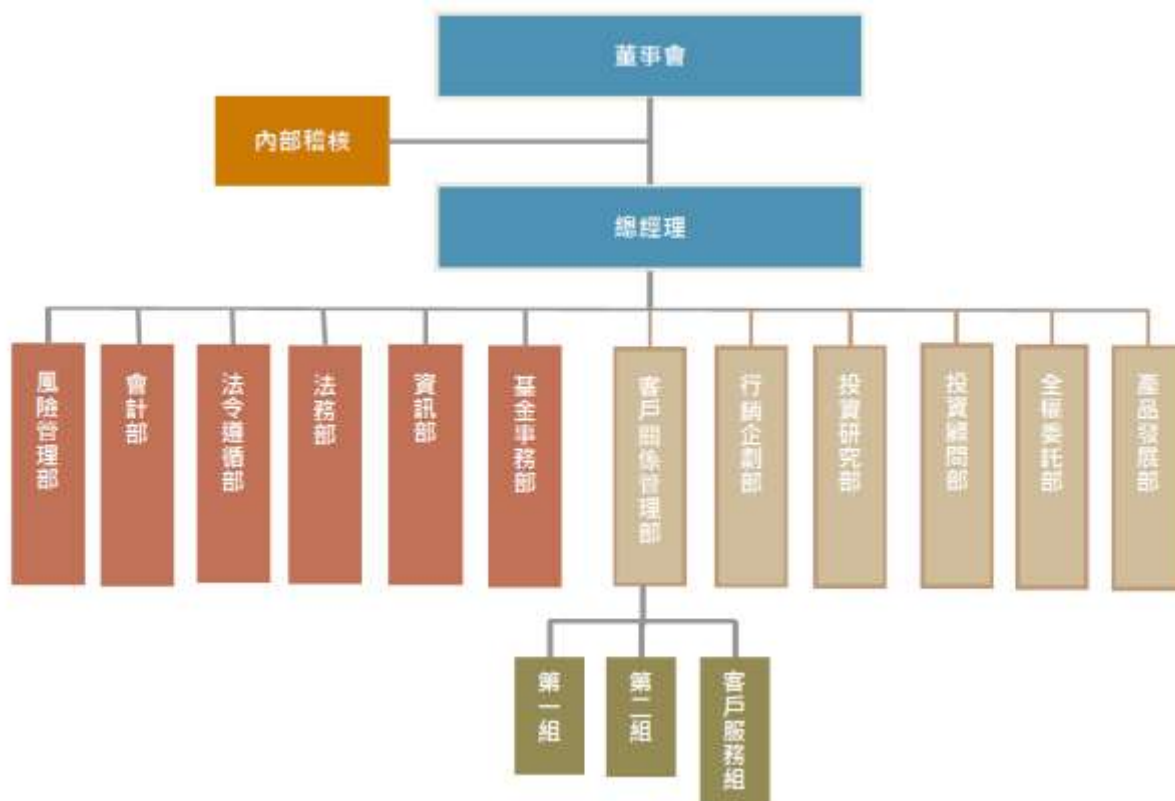 董事會
內部稽核
總經理
風險管理部
會計部
法令遵循部
法務部
資訊部
基金事務部
客戶關係管理部
行銷企劃部
投資研究部
投資顧問部
全權委託部
產品發展部
第一組
第二組
客戶服務組